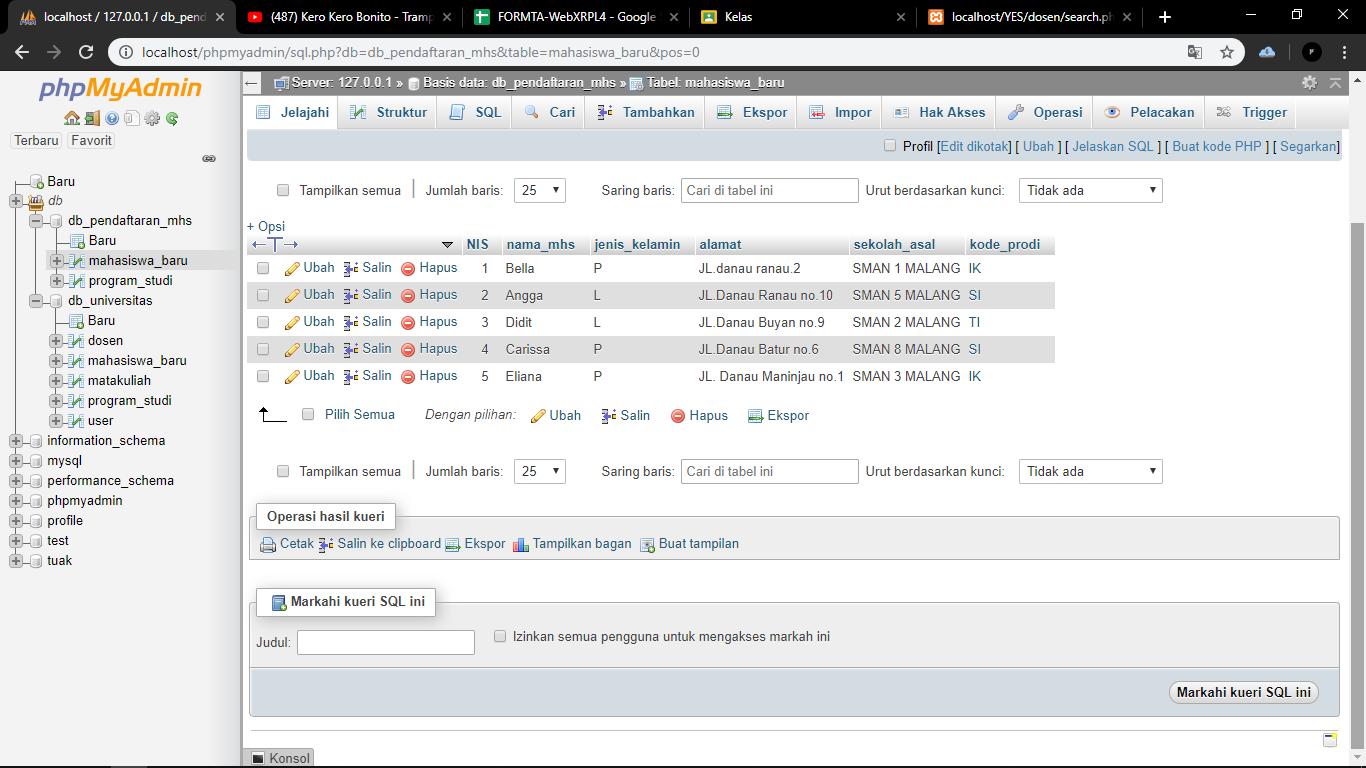 localhost / 127.0.0.1 / db_pend
(487) Kero Kero Bonito - Tramp
FORMTA-WebXRPL4 - Google
Kelas
localhost/YES/dosen/search.ph
localhost/phpmyadmin/sql.php?db=db_pendaftaran_mhs&table=mahasiswa_baru&pos=0
phpMyAdmin
Terbaru Favorit
Baru
db
db_pendaftaran_mhs
Baru
mahasiswa_baru
program_studi
db_universitas
Baru
dosen
mahasiswa_baru
matakuliah
program_studi
user
information_schema
mysql
performance_schema
phpmyadmin
profile
test
tuak
Server: 127.0.0.1 » Basis data: db_pendaftaran_mhs » Tabel: mahasiswa_baru
Jelajahi Struktur SQL Cari Tambahkan Ekspor Impor Hak Akses Operasi Pelacakan Trigger
Profil [Edit dikotak] [ Ubah ] [ Jelaskan SQL ] [ Buat kode PHP ] [ Segarkan]
Tampilkan semua | Jumlah baris: 25 Saring baris: Cari di tabel ini Urut berdasarkan kunci: Tidak ada
+ Opsi
←T→ NIS nama_mhs jenis_kelamin alamat sekolah_asal kode_prodi
Ubah Salin Hapus 1 Bella P JL.danau ranau.2 SMAN 1 MALANG IK
Ubah Salin Hapus 2 Angga L JL.Danau Ranau no.10 SMAN 5 MALANG SI
Ubah Salin Hapus 3 Didit L JL.Danau Buyan no.9 SMAN 2 MALANG TI
Ubah Salin Hapus 4 Carissa P JL.Danau Batur no.6 SMAN 8 MALANG SI
Ubah Salin Hapus 5 Eliana P JL. Danau Maninjau no.1 SMAN 3 MALANG IK
Pilih Semua Dengan pilihan: Ubah Salin Hapus Ekspor
Tampilkan semua | Jumlah baris: 25 Saring baris: Cari di tabel ini Urut berdasarkan kunci: Tidak ada
Operasi hasil kueri
Cetak Salin ke clipboard Ekspor Tampilkan bagan Buat tampilan
Markahi kueri SQL ini
Judul: Izinkan semua pengguna untuk mengakses markah ini
Markahi kueri SQL ini
Konsol